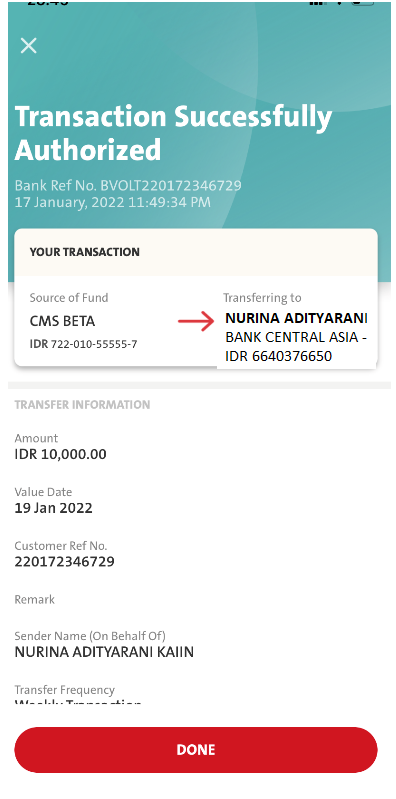 Transaction Successfully
Authorized
Bank Ref No. BVOLT220172346729
17 January, 2022 11:49:34 PM
YOUR TRANSACTION
Source of Fund
CMS BETA
IDR 722-010-55555-7
Transferring to
NURINA ADITYARANI
BANK CENTRAL ASIA -
IDR 6640376650
TRANSFER INFORMATION
Amount
IDR 10,000.00
Value Date
19 Jan 2022
Customer Ref No.
220172346729
Remark
Sender Name (On Behalf Of)
NURINA ADITYARANI KAIIN
Transfer Frequency
Weekly Transaction
DONE